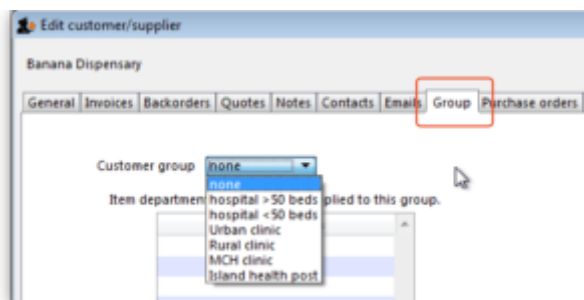 Edit customer/supplier
Banana Dispensary
General Invoices Backorders Quotes Notes Contacts Emails Group Purchase orders
Customer group none
none
Item departmen plied to this group.
hospital >50 beds
hospital <50 beds
Urban clinic
Rural clinic
MCH clinic
Island health post